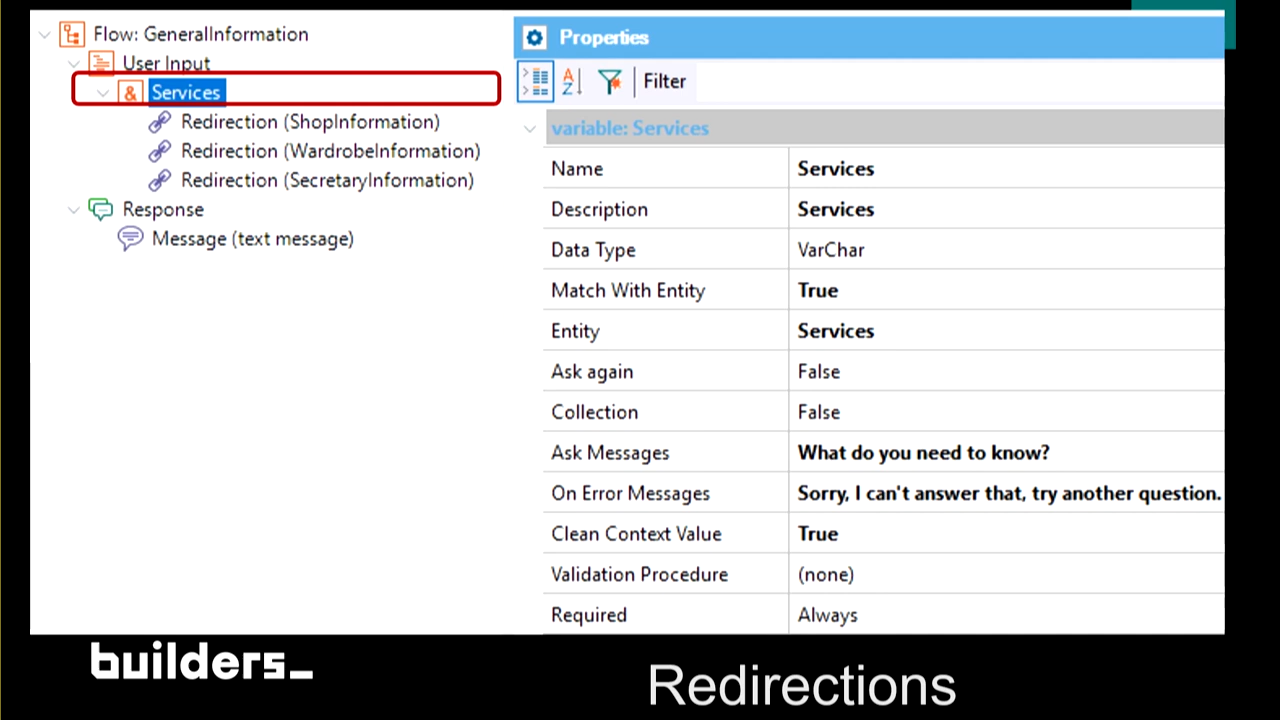 Flow: GeneralInformation
User Input
& Services
Redirection (ShopInformation)
Redirection (WardrobeInformation)
Redirection (SecretaryInformation)
Response
Message (text message)
Properties
A Z Filter
variable: Services
Name Services
Description Services
Data Type VarChar
Match With Entity True
Entity Services
Ask again False
Collection False
Ask Messages What do you need to know?
On Error Messages Sorry, I can't answer that, try another question.
Clean Context Value True
Validation Procedure (none)
Required Always
builders_
Redirections